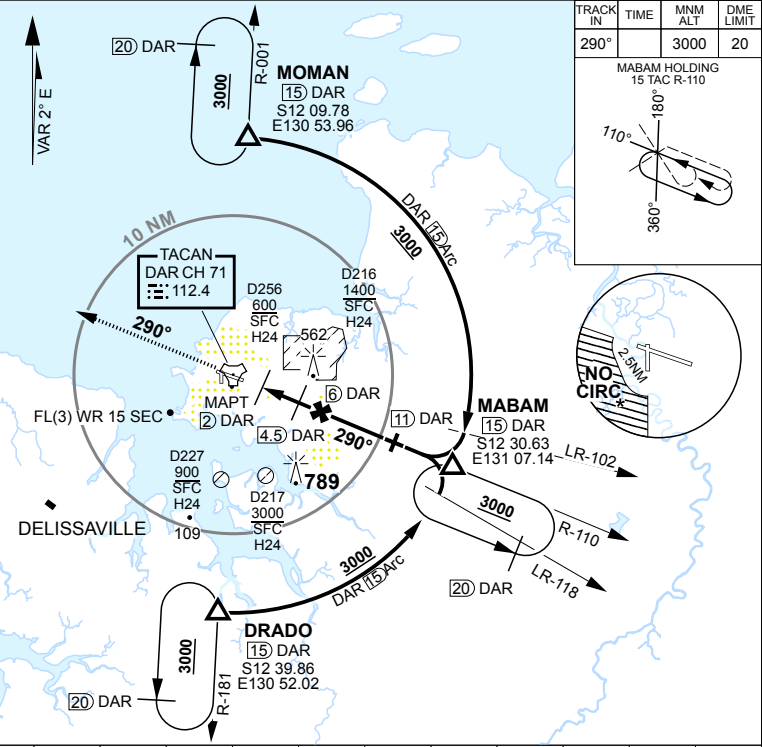 TRACK IN
TIME
MNM ALT
DME LIMIT
290°
3000
20
MABAM HOLDING
15 TAC R-110
180°
110°
360°
VAR 2° E
20 DAR
3000
R-001
MOMAN
15 DAR
S12 09.78
E130 53.96
DAR 15 Arc
3000
10 NM
TACAN
DAR CH 71
112.4
290°
D256
600
SFC
H24
D216
1400
SFC
H24
562
2.5NM
NO
CIRC
*
MAPT
2 DAR
6 DAR
4.5 DAR
290°
11 DAR
MABAM
15 DAR
S12 30.63
E131 07.14
LR-102
FL(3) WR 15 SEC
D227
900
SFC
H24
109
D217
3000
SFC
H24
789
3000
R-110
LR-118
20 DAR
DELISSAVILLE
3000
DAR 15 Arc
DRADO
15 DAR
S12 39.86
E130 52.02
3000
R-181
20 DAR